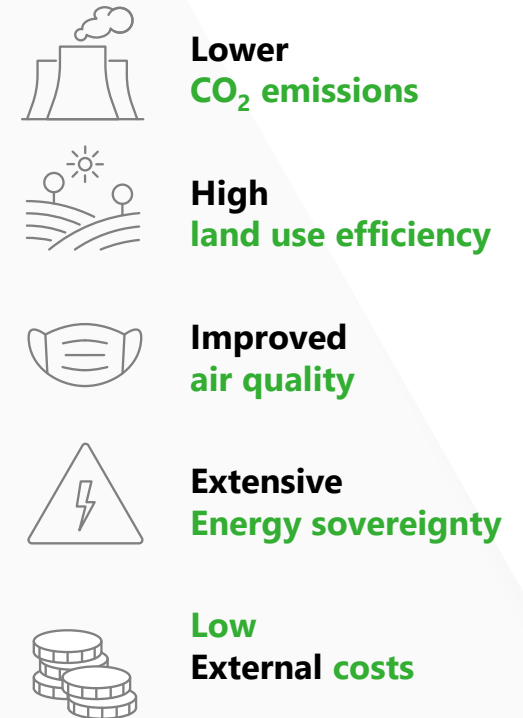 Lower
CO₂ emissions
High
land use efficiency
Improved
air quality
Extensive
Energy sovereignty
Low
External costs